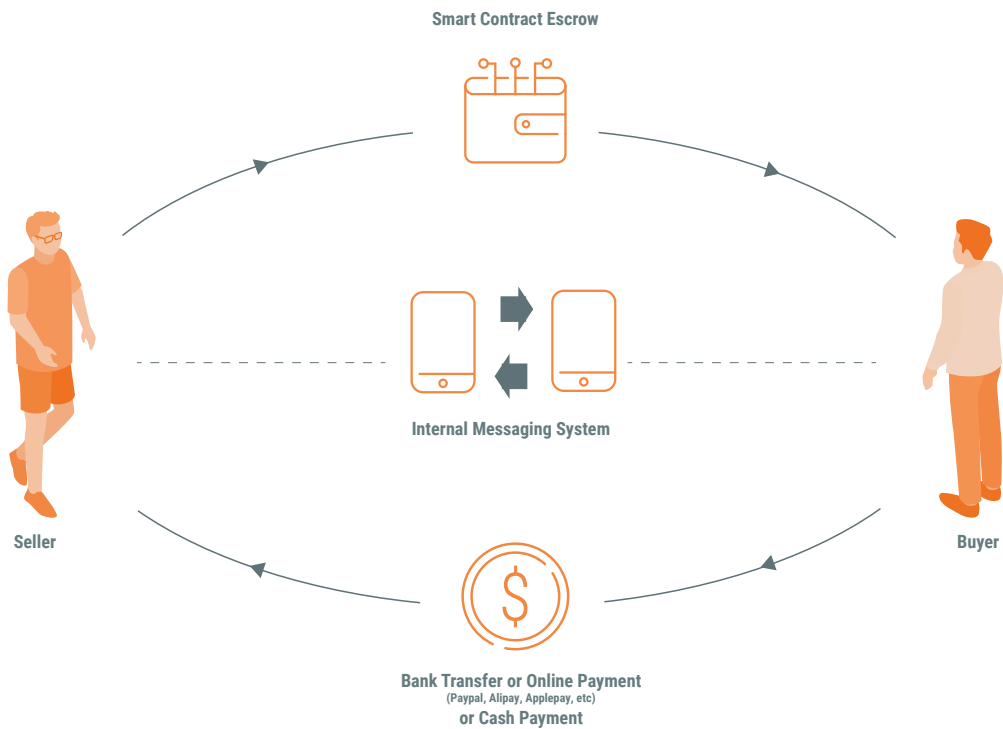 Smart Contract Escrow
Internal Messaging System
Seller
Buyer
$
Bank Transfer or Online Payment
(Paypal, Alipay, Applepay, etc)
or Cash Payment